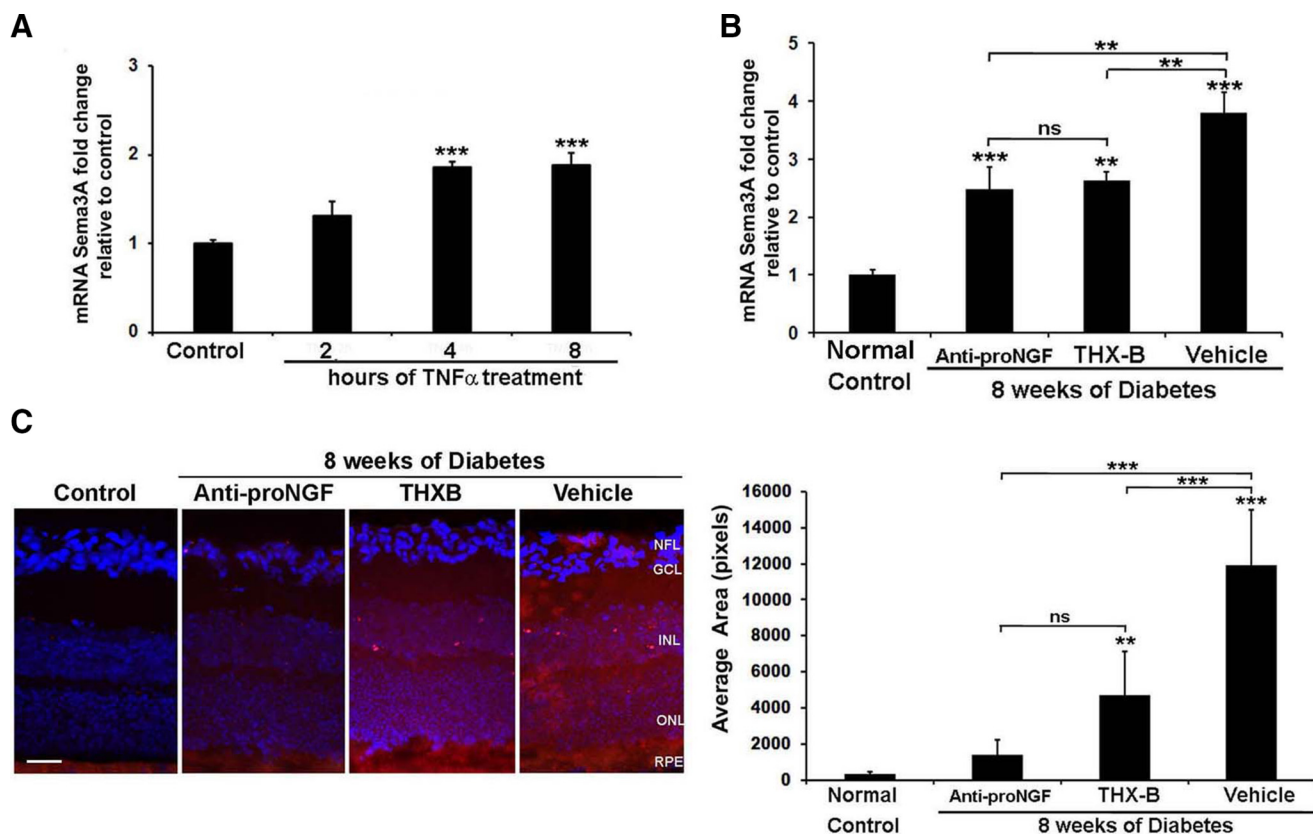 A
mRNA Sema3A fold change
relative to control
3
2
1
0
***
***
Control
2 4 8
hours of TNFα treatment
B
mRNA Sema3A fold change
relative to control
5
4
3
2
1
0
**
**
***
ns
***
**
Normal
Control
Anti-proNGF THX-B Vehicle
8 weeks of Diabetes
C
8 weeks of Diabetes
Control Anti-proNGF THXB Vehicle
NFL
GCL
INL
ONL
RPE
Average Area (pixels)
16000
14000
12000
10000
8000
6000
4000
2000
0
***
***
***
ns
**
Normal
Control
Anti-proNGF THX-B Vehicle
8 weeks of Diabetes